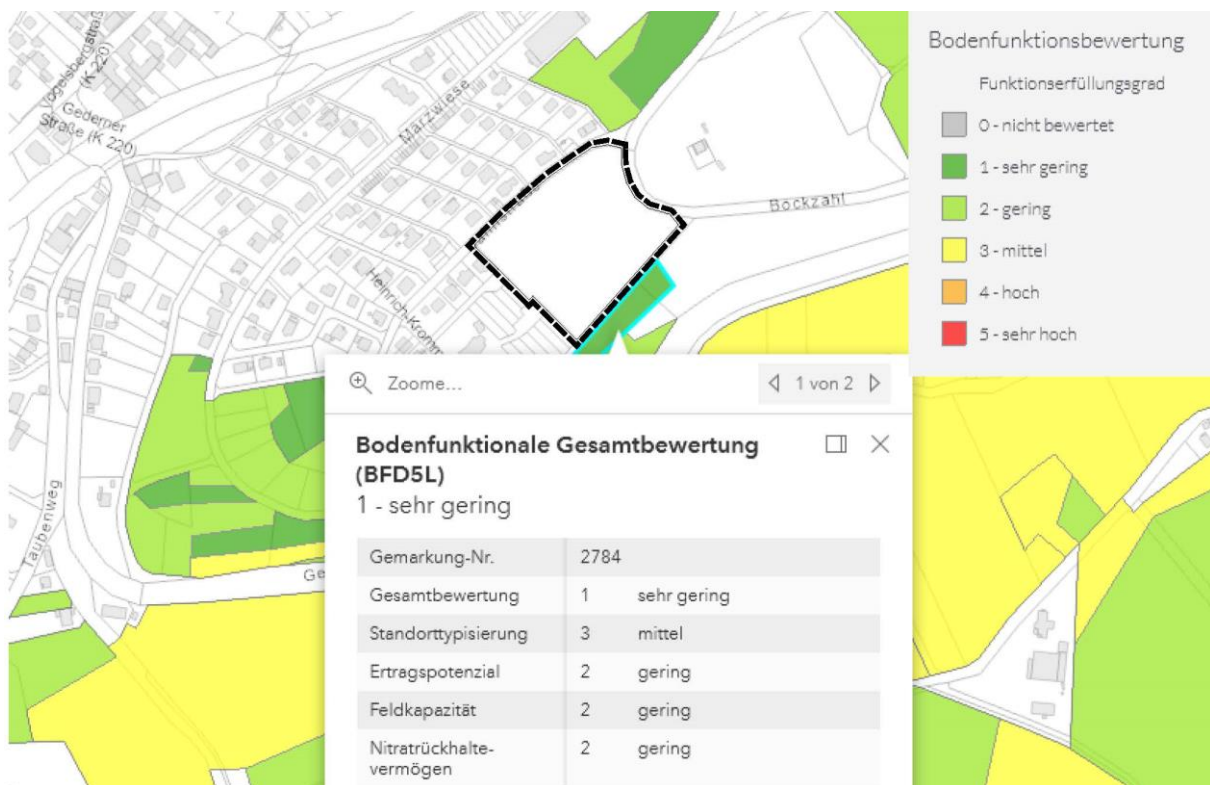 Vogelsbergstraß
(K 220)
Gederner
Straße (K 220)
Märzwiese
Bockzahl
Heinrich-Kromm
Taubenweg
Ge
Bodenfunktionsbewertung
Funktionserfüllungsgrad
0 - nicht bewertet
1 - sehr gering
2 - gering
3 - mittel
4 - hoch
5 - sehr hoch
Zoome...
1 von 2
Bodenfunktionale Gesamtbewertung
(BFD5L)
1 - sehr gering
Gemarkung-Nr. 2784
Gesamtbewertung 1 sehr gering
Standorttypisierung 3 mittel
Ertragspotenzial 2 gering
Feldkapazität 2 gering
Nitratrückhalte-
vermögen 2 gering